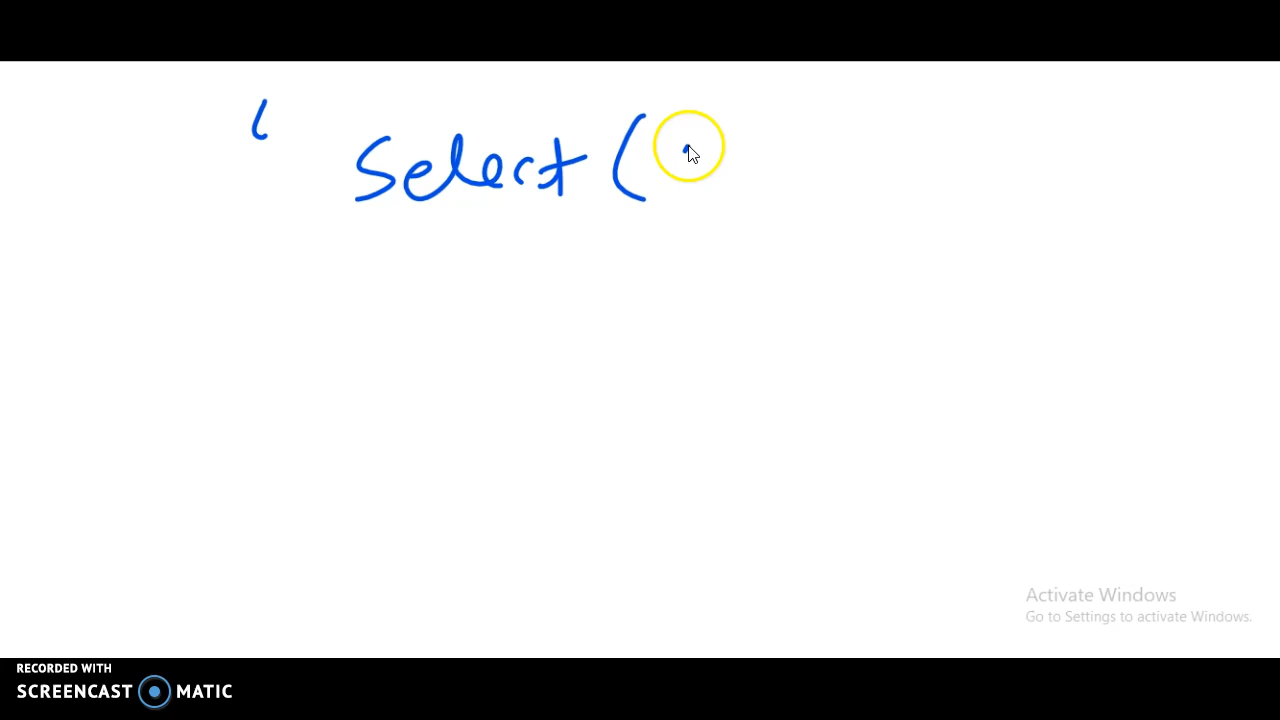 Select (
Activate Windows
Go to Settings to activate Windows.
RECORDED WITH
SCREENCAST MATIC